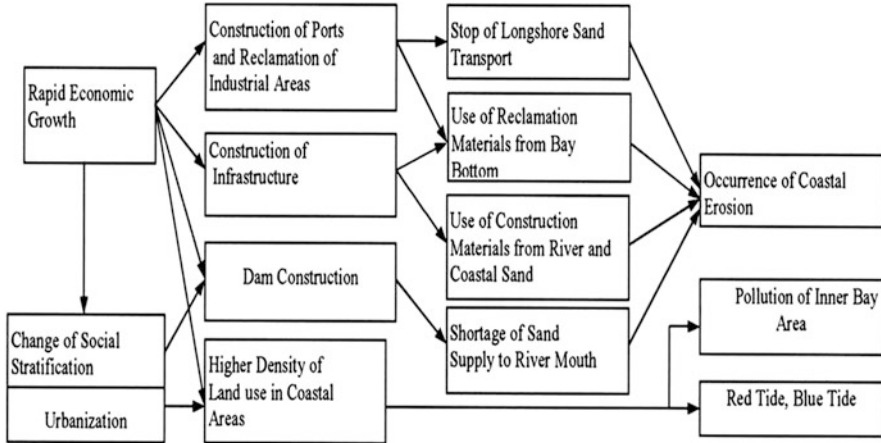 Construction of Ports
and Reclamation of
Industrial Areas
Stop of Longshore Sand
Transport
Rapid Economic
Growth
Construction of
Infrastructure
Use of Reclamation
Materials from Bay
Bottom
Occurrence of Coastal
Erosion
Use of Construction
Materials from River and
Coastal Sand
Dam Construction
Pollution of Inner Bay
Area
Change of Social
Stratification
Urbanization
Higher Density of
Land use in Coastal
Areas
Shortage of Sand
Supply to River Mouth
Red Tide, Blue Tide